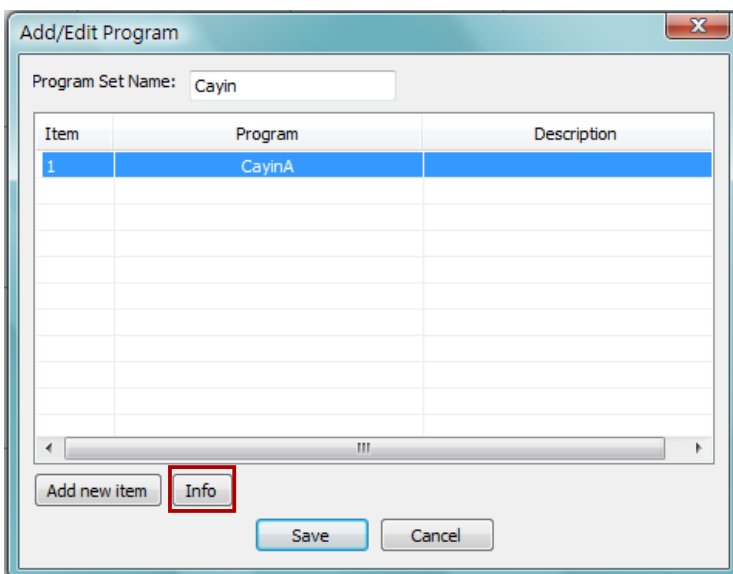 Add/Edit Program
Program Set Name: Cayin
Item Program Description
1 CayinA
Add new item Info
Save Cancel